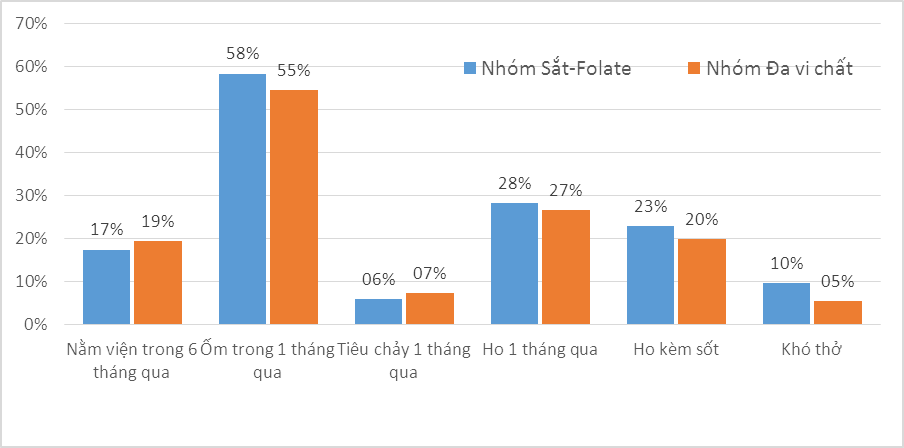 70%
60%
50%
40%
30%
20%
10%
0%
Nhóm Sắt-Folate
Nhóm Đa vi chất
17%
19%
58%
55%
06%
07%
28%
27%
23%
20%
10%
05%
Nằm viện trong 6
tháng qua
Ốm trong 1 tháng
qua
Tiêu chảy 1 tháng
qua
Ho 1 tháng qua
Ho kèm sốt
Khó thở